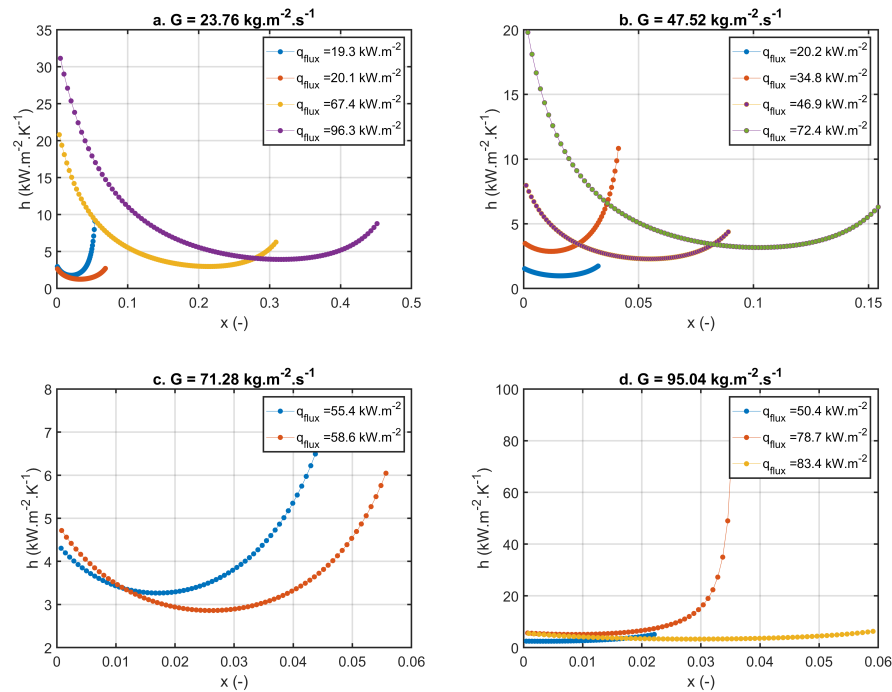 a. G = 23.76 kg.m⁻².s⁻¹
35
30
25
20
15
10
5
0
h (kW.m⁻².K⁻¹)
q_flux =19.3 kW.m⁻²
q_flux =20.1 kW.m⁻²
q_flux =67.4 kW.m⁻²
q_flux =96.3 kW.m⁻²
0 0.1 0.2 0.3 0.4 0.5
x (-)
b. G = 47.52 kg.m⁻².s⁻¹
20
15
10
5
0
h (kW.m⁻².K⁻¹)
q_flux =20.2 kW.m⁻²
q_flux =34.8 kW.m⁻²
q_flux =46.9 kW.m⁻²
q_flux =72.4 kW.m⁻²
0 0.05 0.1 0.15
x (-)
c. G = 71.28 kg.m⁻².s⁻¹
8
7
6
5
4
3
2
h (kW.m⁻².K⁻¹)
q_flux =55.4 kW.m⁻²
q_flux =58.6 kW.m⁻²
0 0.01 0.02 0.03 0.04 0.05 0.06
x (-)
d. G = 95.04 kg.m⁻².s⁻¹
100
80
60
40
20
0
h (kW.m⁻².K⁻¹)
q_flux =50.4 kW.m⁻²
q_flux =78.7 kW.m⁻²
q_flux =83.4 kW.m⁻²
0 0.01 0.02 0.03 0.04 0.05 0.06
x (-)